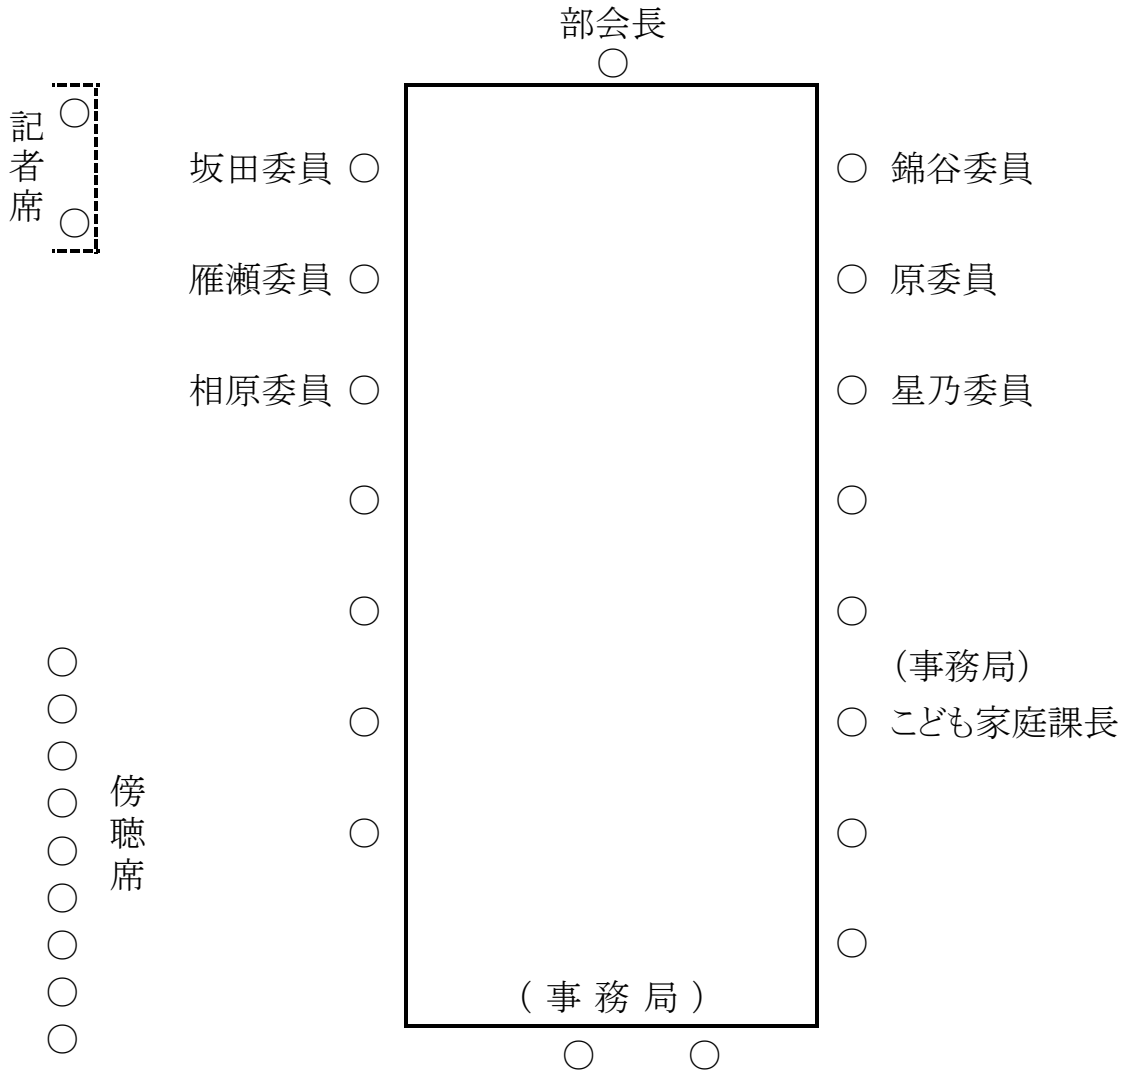 部会長
記者席
坂田委員
錦谷委員
雁瀬委員
原委員
相原委員
星乃委員
(事務局)
こども家庭課長
傍聴席
(事務局)